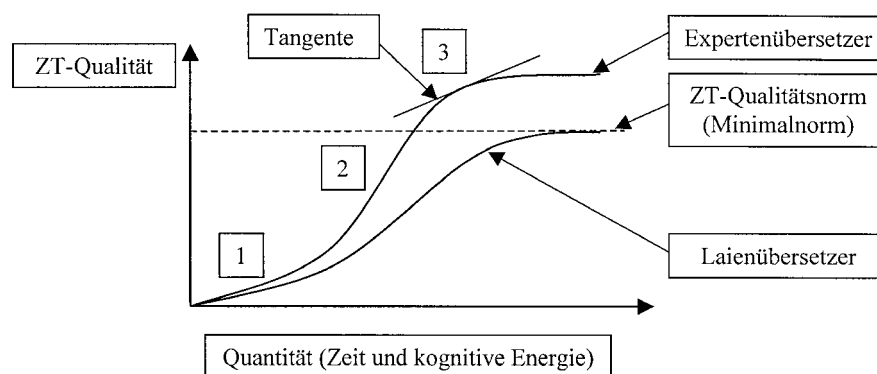 Tangente
3
Expertenübersetzer
ZT-Qualität
ZT-Qualitätsnorm
(Minimalnorm)
2
1
Laienübersetzer
Quantität (Zeit und kognitive Energie)